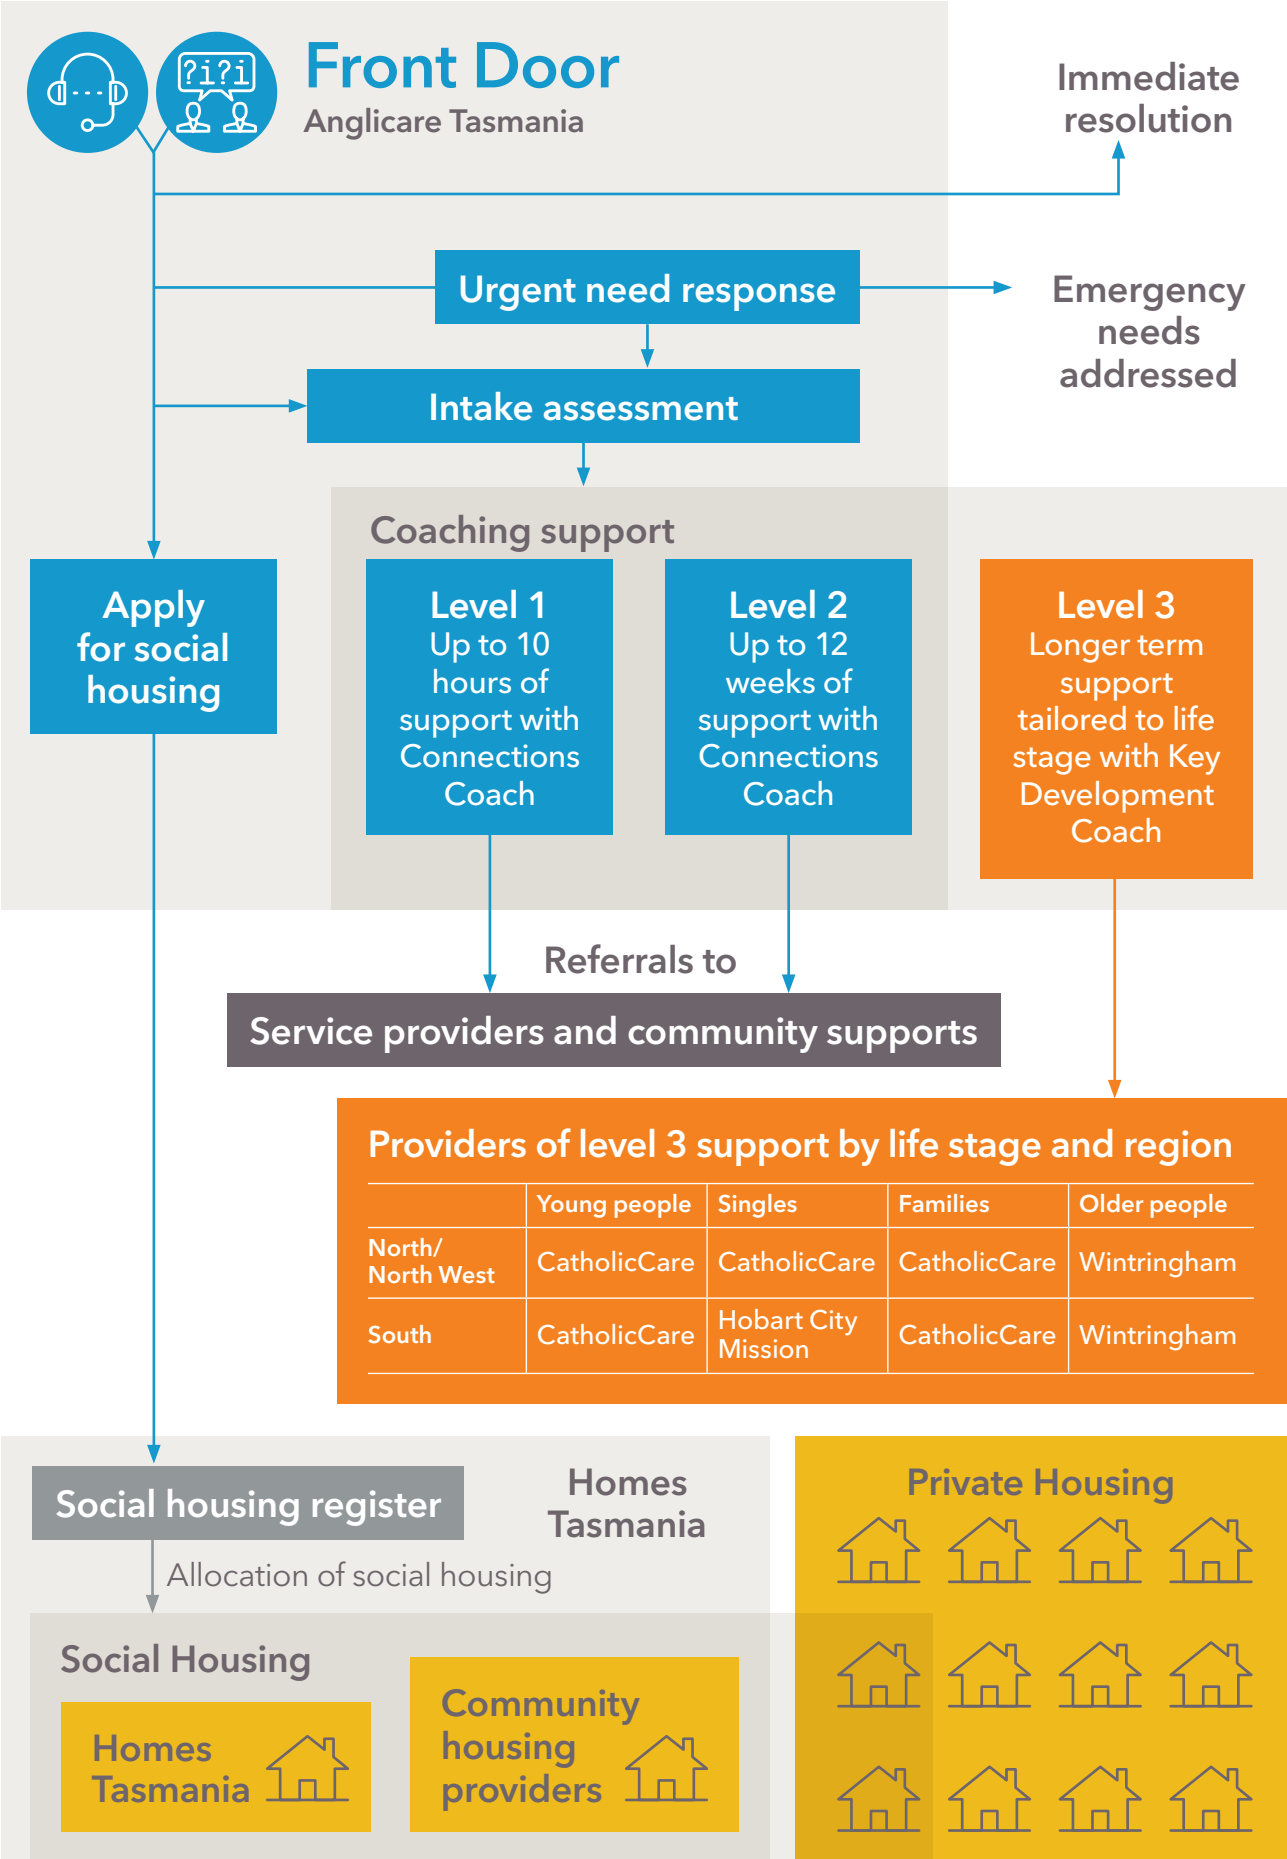 ?i?i
Front Door
Anglicare Tasmania
Immediate
resolution
Urgent need response
Emergency
needs
addressed
Intake assessment
Coaching support
Apply
for social
housing
Level 1
Up to 10
hours of
support with
Connections
Coach
Level 2
Up to 12
weeks of
support with
Connections
Coach
Level 3
Longer term
support
tailored to life
stage with Key
Development
Coach
Referrals to
Service providers and community supports
Providers of level 3 support by life stage and region
Young people Singles Families Older people
North/
North West
CatholicCare CatholicCare CatholicCare Wintringham
South
CatholicCare
Hobart City
Mission
CatholicCare Wintringham
Social housing register
Homes
Tasmania
Allocation of social housing
Social Housing
Homes
Tasmania
Community
housing
providers
Private Housing